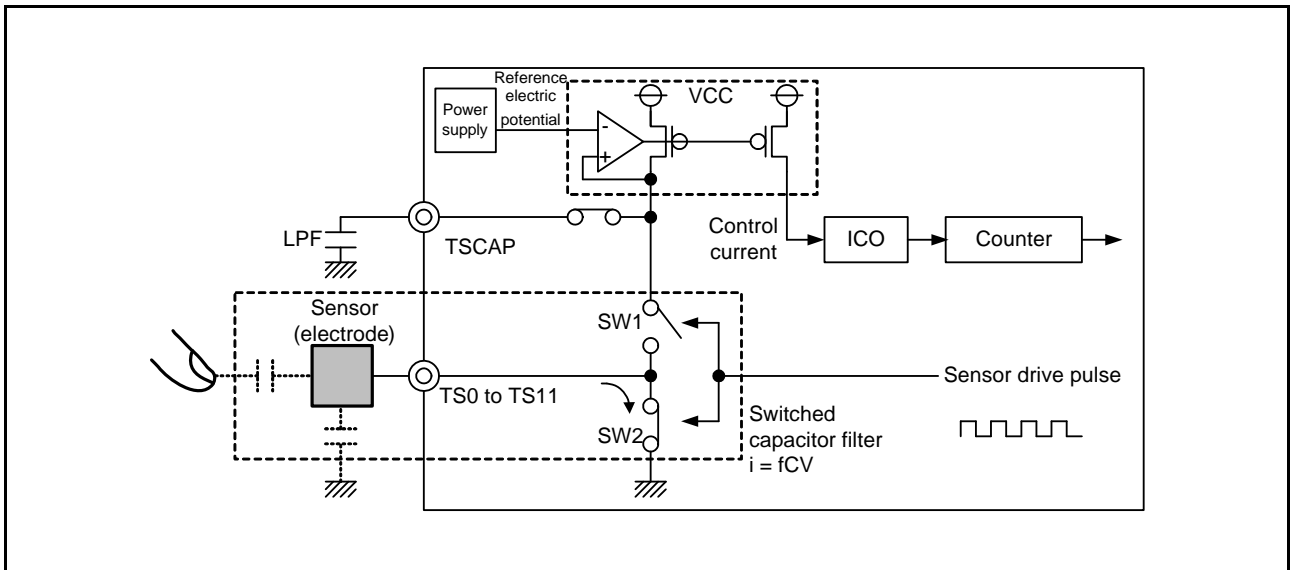 Reference
electric
potential
Power
supply
VCC
-
+
LPF
TSCAP
Control
current
ICO
Counter
Sensor
(electrode)
SW1
TS0 to TS11
Sensor drive pulse
SW2
Switched
capacitor filter
i = fCV